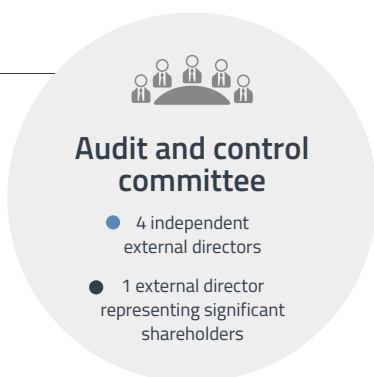 Audit and control
committee
4 independent
external directors
1 external director
representing significant
shareholders